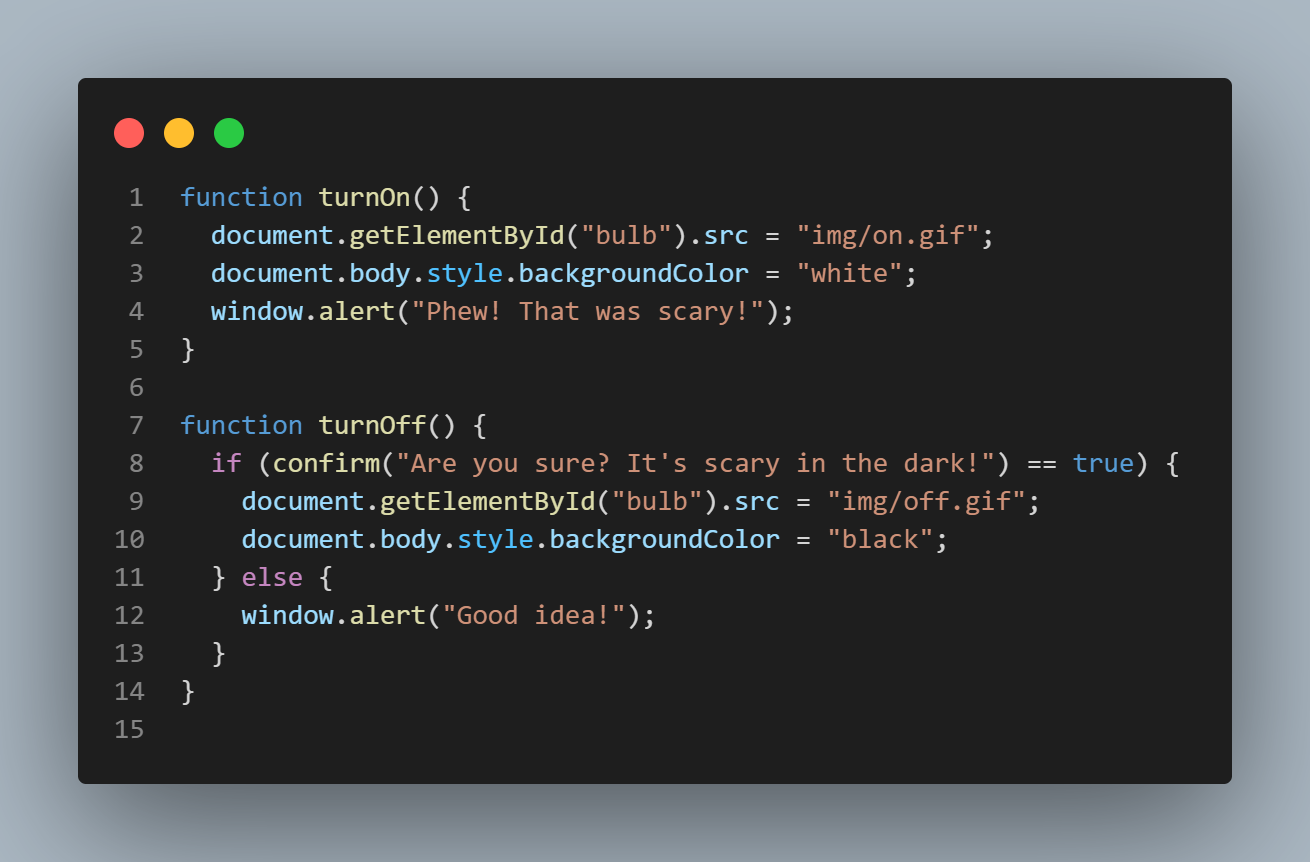 1 function turnOn() {
2   document.getElementById("bulb").src = "img/on.gif";
3   document.body.style.backgroundColor = "white";
4   window.alert("Phew! That was scary!");
5 }
6
7 function turnOff() {
8   if (confirm("Are you sure? It's scary in the dark!") == true) {
9     document.getElementById("bulb").src = "img/off.gif";
10     document.body.style.backgroundColor = "black";
11   } else {
12     window.alert("Good idea!");
13   }
14 }
15